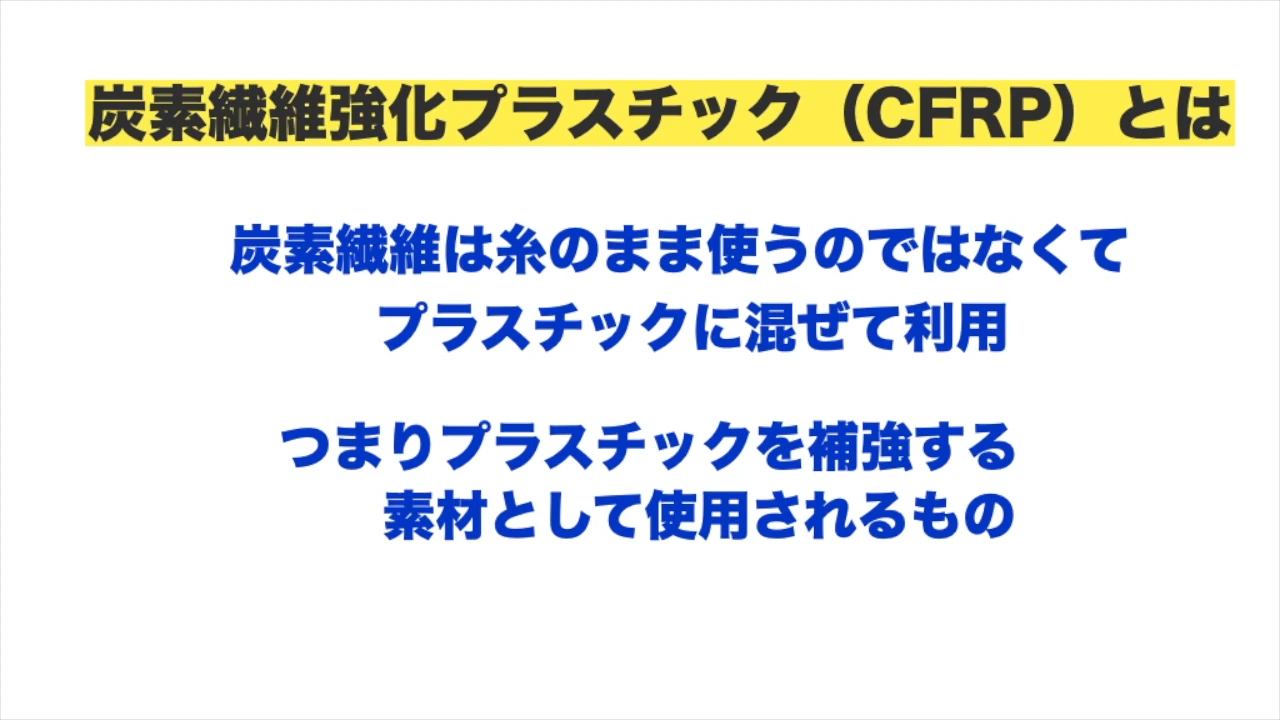 炭素繊維強化プラスチック（CFRP）とは
炭素繊維は糸のまま使うのではなくて
プラスチックに混ぜて利用
つまりプラスチックを補強する
素材として使用されるもの